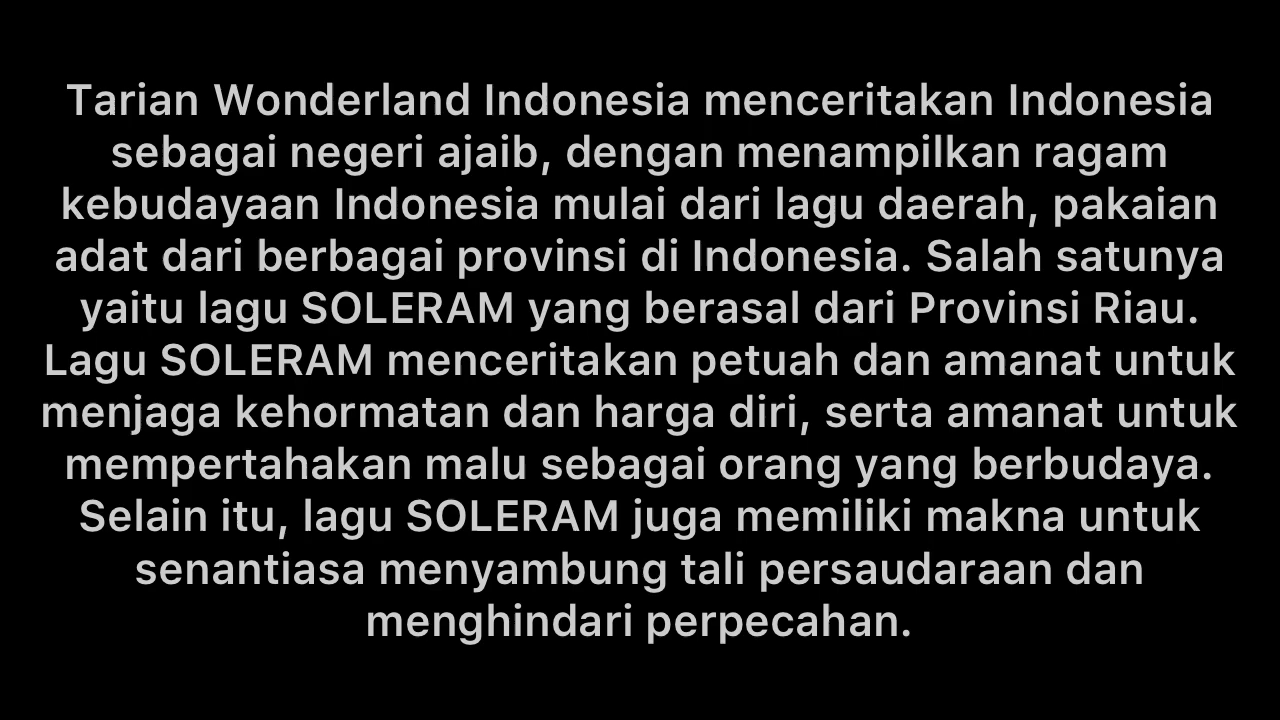 Tarian Wonderland Indonesia menceritakan Indonesia
sebagai negeri ajaib, dengan menampilkan ragam
kebudayaan Indonesia mulai dari lagu daerah, pakaian
adat dari berbagai provinsi di Indonesia. Salah satunya
yaitu lagu SOLERAM yang berasal dari Provinsi Riau.
Lagu SOLERAM menceritakan petuah dan amanat untuk
menjaga kehormatan dan harga diri, serta amanat untuk
mempertahakan malu sebagai orang yang berbudaya.
Selain itu, lagu SOLERAM juga memiliki makna untuk
senantiasa menyambung tali persaudaraan dan
menghindari perpecahan.